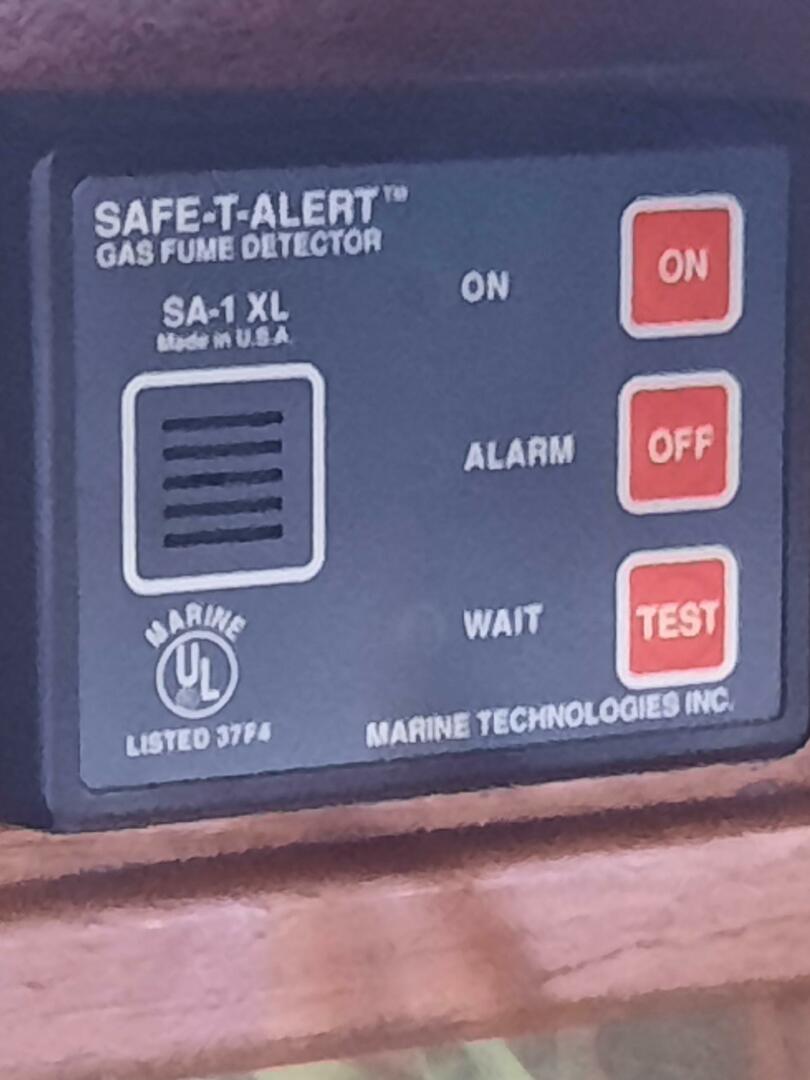 SAFE-T-ALERT™
GAS FUME DETECTOR
SA-1 XL
Made in U.S.A.
ON
ON
ALARM
OFF
WAIT
TEST
MARINE
UL
LISTED 37F4
MARINE TECHNOLOGIES INC.